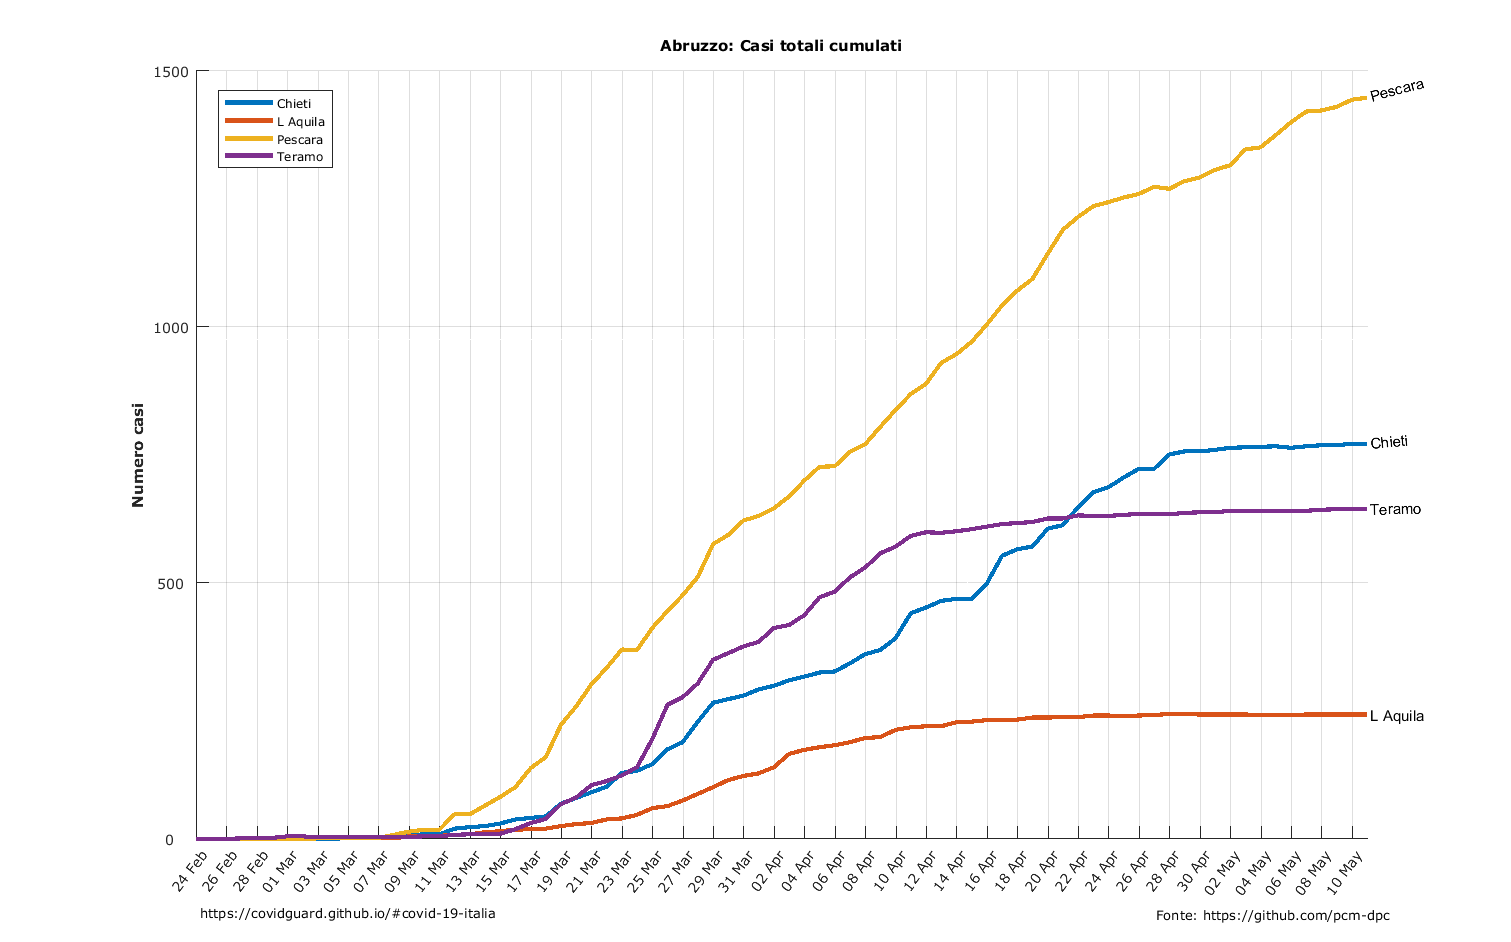 Abruzzo: Casi totali cumulati
1500
1000
500
0
Numero casi
Chieti
L Aquila
Pescara
Teramo
Pescara
Chieti
Teramo
L Aquila
24 Feb
26 Feb
28 Feb
01 Mar
03 Mar
05 Mar
07 Mar
09 Mar
11 Mar
13 Mar
15 Mar
17 Mar
19 Mar
21 Mar
23 Mar
25 Mar
27 Mar
29 Mar
31 Mar
02 Apr
04 Apr
06 Apr
08 Apr
10 Apr
12 Apr
14 Apr
16 Apr
18 Apr
20 Apr
22 Apr
24 Apr
26 Apr
28 Apr
30 Apr
02 May
04 May
06 May
08 May
10 May
https://covidguard.github.io/#covid-19-italia
Fonte: https://github.com/pcm-dpc